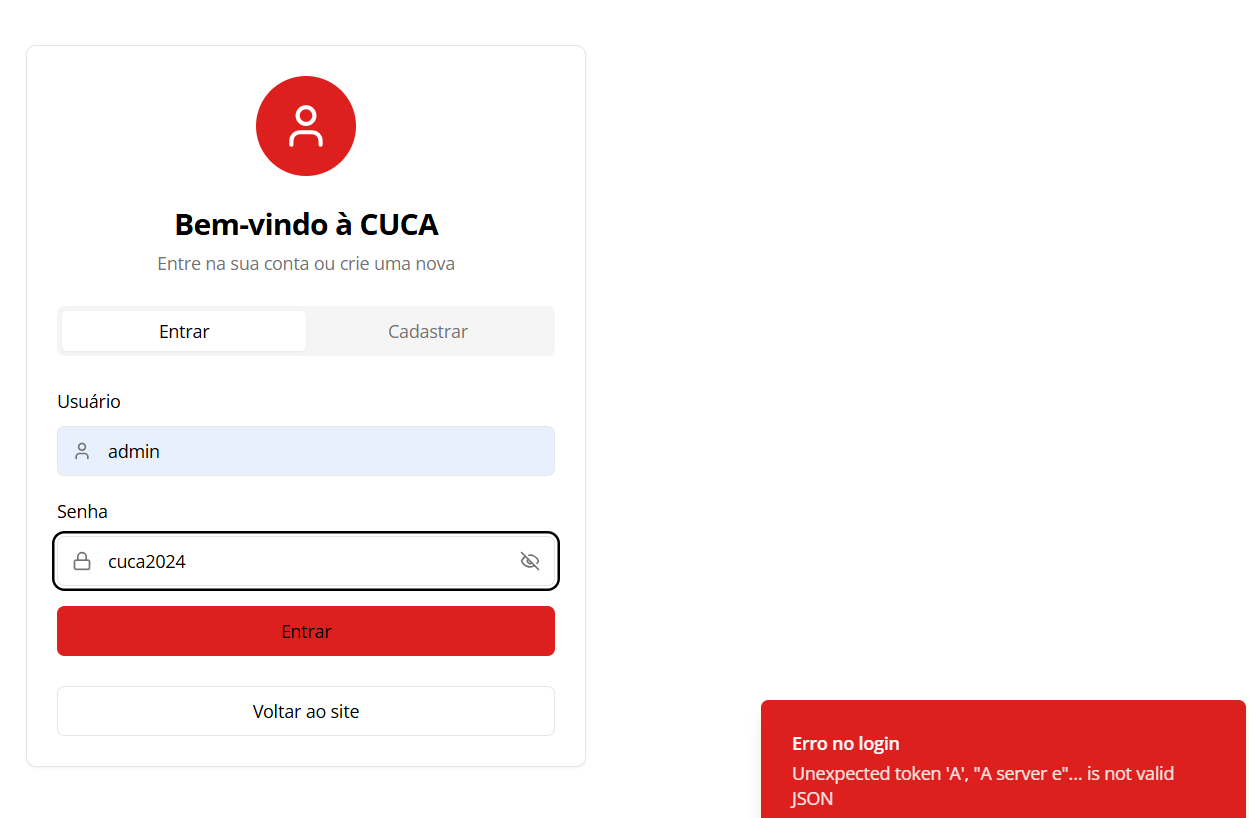 Bem-vindo à CUCA
Entre na sua conta ou crie uma nova
Entrar
Cadastrar
Usuário
admin
Senha
cuca2024
Entrar
Voltar ao site
Erro no login
Unexpected token 'A', "A server e"... is not valid
JSON